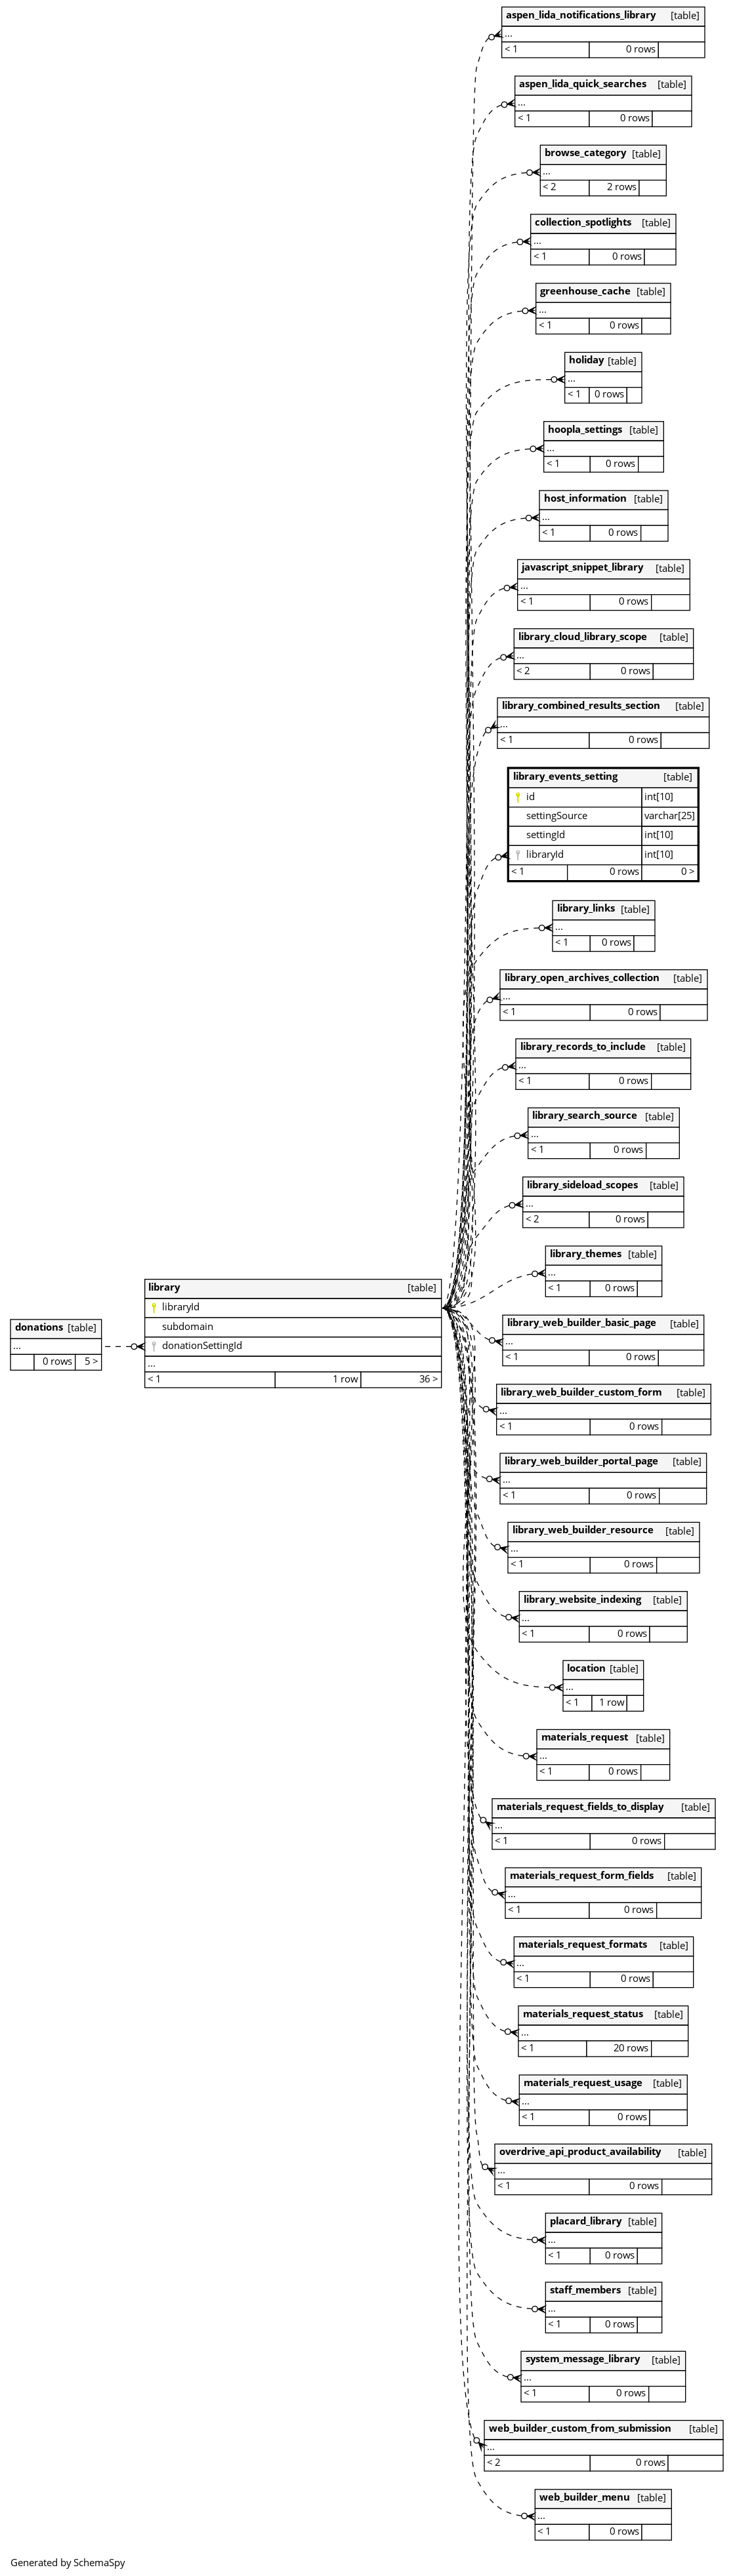 aspen_lida_notifications_library [table]
...
< 1 0 rows
aspen_lida_quick_searches [table]
...
< 1 0 rows
browse_category [table]
...
< 2 2 rows
collection_spotlights [table]
...
< 1 0 rows
greenhouse_cache [table]
...
< 1 0 rows
holiday [table]
...
< 1 0 rows
hoopla_settings [table]
...
< 1 0 rows
host_information [table]
...
< 1 0 rows
javascript_snippet_library [table]
...
< 1 0 rows
library_cloud_library_scope [table]
...
< 2 0 rows
library_combined_results_section [table]
...
< 1 0 rows
library_events_setting [table]
id int[10]
settingSource varchar[25]
settingId int[10]
libraryId int[10]
< 1 0 rows 0 >
library_links [table]
...
< 1 0 rows
library_open_archives_collection [table]
...
< 1 0 rows
library_records_to_include [table]
...
< 1 0 rows
library_search_source [table]
...
< 1 0 rows
library_sideload_scopes [table]
...
< 2 0 rows
library_themes [table]
...
< 1 0 rows
donations [table]
...
0 rows 5 >
library [table]
libraryId
subdomain
donationSettingId
...
< 1 1 row 36 >
library_web_builder_basic_page [table]
...
< 1 0 rows
library_web_builder_custom_form [table]
...
< 1 0 rows
library_web_builder_portal_page [table]
...
< 1 0 rows
library_web_builder_resource [table]
...
< 1 0 rows
library_website_indexing [table]
...
< 1 0 rows
location [table]
...
< 1 1 row
materials_request [table]
...
< 1 0 rows
materials_request_fields_to_display [table]
...
< 1 0 rows
materials_request_form_fields [table]
...
< 1 0 rows
materials_request_formats [table]
...
< 1 0 rows
materials_request_status [table]
...
< 1 20 rows
materials_request_usage [table]
...
< 1 0 rows
overdrive_api_product_availability [table]
...
< 1 0 rows
placard_library [table]
...
< 1 0 rows
staff_members [table]
...
< 1 0 rows
system_message_library [table]
...
< 1 0 rows
web_builder_custom_from_submission [table]
...
< 2 0 rows
web_builder_menu [table]
...
< 1 0 rows
Generated by SchemaSpy